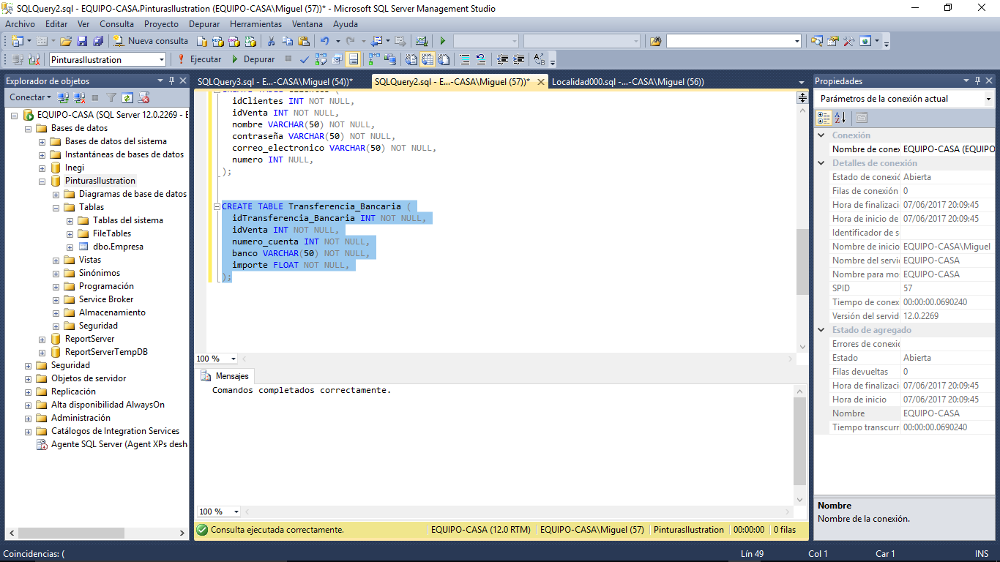 SQLQuery2.sql - EQUIPO-CASA.PinturasIlustration (EQUIPO-CASA\Miguel (57))* - Microsoft SQL Server Management Studio
Archivo Editar Ver Consulta Proyecto Depurar Herramientas Ventana Ayuda
Nueva consulta
PinturasIlustration Ejecutar Depurar
Explorador de objetos
Conectar
EQUIPO-CASA (SQL Server 12.0.2269 - E
Bases de datos
Bases de datos del sistema
Instantáneas de bases de datos
Inegi
PinturasIlustration
Diagramas de base de datos
Tablas
Tablas del sistema
FileTables
dbo.Empresa
Vistas
Sinónimos
Programación
Service Broker
Almacenamiento
Seguridad
ReportServer
ReportServerTempDB
Seguridad
Objetos de servidor
Replicación
Alta disponibilidad AlwaysOn
Administración
Catálogos de Integration Services
Agente SQL Server (Agent XPs desh
SQLQuery3.sql - E...-CASA\Miguel (54))* SQLQuery2.sql - E...-CASA\Miguel (57))* Localidad000.sql -...-CASA\Miguel (56))
idClientes INT NOT NULL,
idVenta INT NOT NULL,
nombre VARCHAR(50) NOT NULL,
contraseña VARCHAR(50) NOT NULL,
correo_electronico VARCHAR(50) NOT NULL,
numero INT NULL,
);
CREATE TABLE Transferencia_Bancaria (
idTransferencia_Bancaria INT NOT NULL,
idVenta INT NOT NULL,
numero_cuenta INT NOT NULL,
banco VARCHAR(50) NOT NULL,
importe FLOAT NOT NULL,
);
100 %
Mensajes
Comandos completados correctamente.
100 %
Consulta ejecutada correctamente. EQUIPO-CASA (12.0 RTM) EQUIPO-CASA\Miguel (57) PinturasIlustration 00:00:00 0 filas
Propiedades
Parámetros de la conexión actual
Conexión
Nombre de conex EQUIPO-CASA (EQUIPO
Detalles de conexión
Estado de conexió Abierta
Filas de conexión 0
Hora de finalizaci 07/06/2017 20:09:45
Hora de inicio de 07/06/2017 20:09:45
Identificador de s
Nombre de inicio EQUIPO-CASA\Miguel
Nombre del servi EQUIPO-CASA
Nombre para mos EQUIPO-CASA
SPID 57
Tiempo de conex 00:00:00.0690240
Versión del servid 12.0.2269
Estado de agregado
Errores de conexió
Estado Abierta
Filas devueltas 0
Hora de finalizaci 07/06/2017 20:09:45
Hora de inicio 07/06/2017 20:09:45
Nombre EQUIPO-CASA
Tiempo transcurr 00:00:00.0690240
Nombre
Nombre de la conexión.
Coincidencias: ( Lín 49 Col 1 Car 1 INS